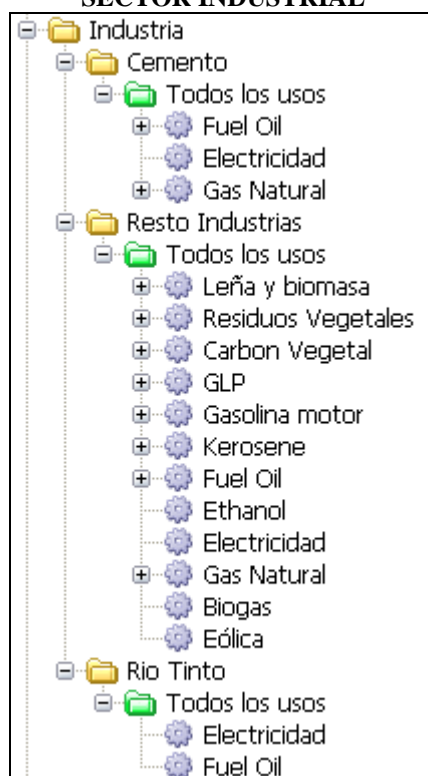 SECTOR INDUSTRIAL
Industria
Cemento
Todos los usos
Fuel Oil
Electricidad
Gas Natural
Resto Industrias
Todos los usos
Leña y biomasa
Residuos Vegetales
Carbon Vegetal
GLP
Gasolina motor
Kerosene
Fuel Oil
Ethanol
Electricidad
Gas Natural
Biogas
Eólica
Rio Tinto
Todos los usos
Electricidad
Fuel Oil